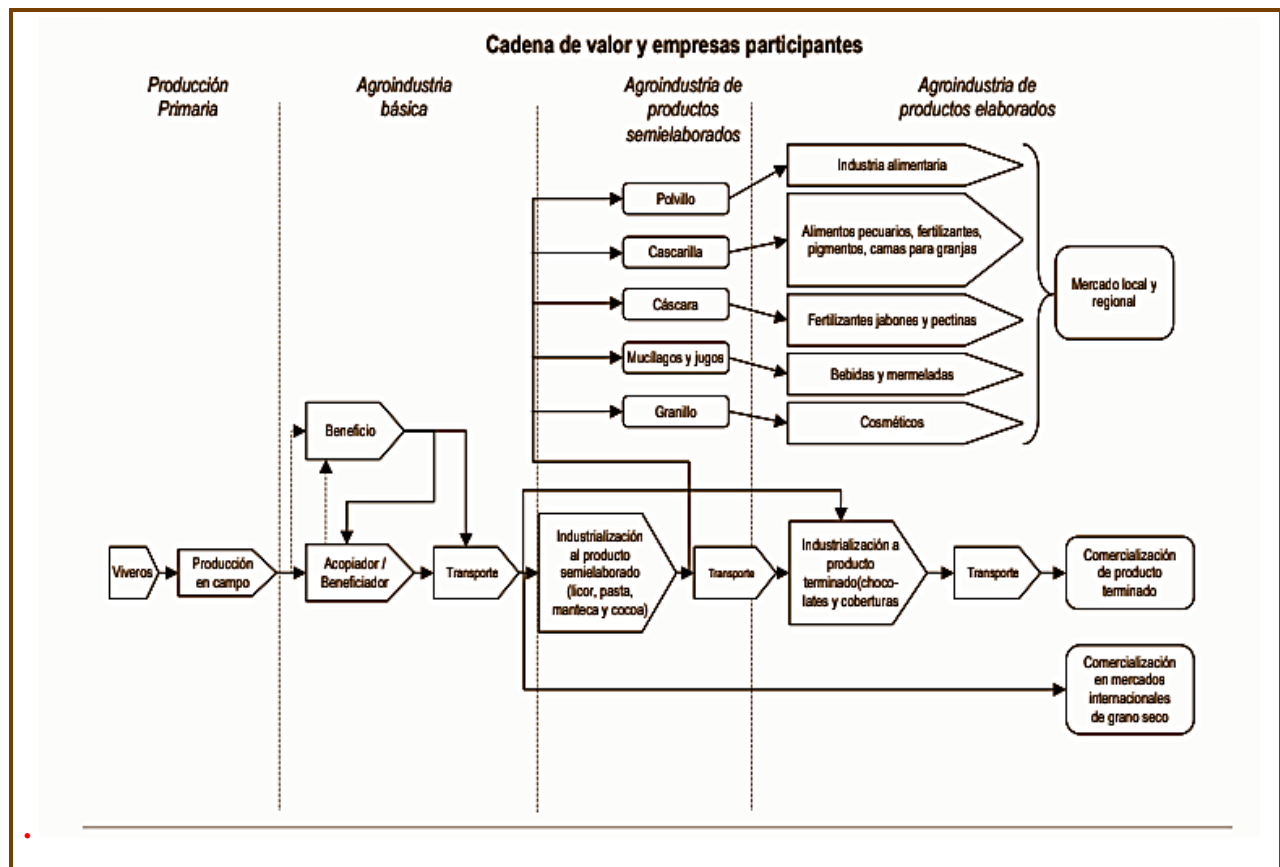 Cadena de valor y empresas participantes
Producción
Primaria
Agroindustria
básica
Agroindustria de
productos
semielaborados
Agroindustria de
productos elaborados
Polvillo
Industria alimentaria
Cascarilla
Alimentos pecuarios, fertilizantes,
pigmentos, camas para granjas
Cáscara
Fertilizantes jabones y pectinas
Mucílagos y jugos
Bebidas y mermeladas
Granillo
Cosméticos
Mercado local y
regional
Beneficio
Viveros
Producción
en campo
Acopiador /
Beneficiador
Transporte
Industrialización
al producto
semielaborado
(licor, pasta,
manteca y cocoa)
Transporte
Industrialización a
producto
terminado(choco-
lates y coberturas
Transporte
Comercialización
de producto
terminado
Comercialización
en mercados
internacionales
de grano seco